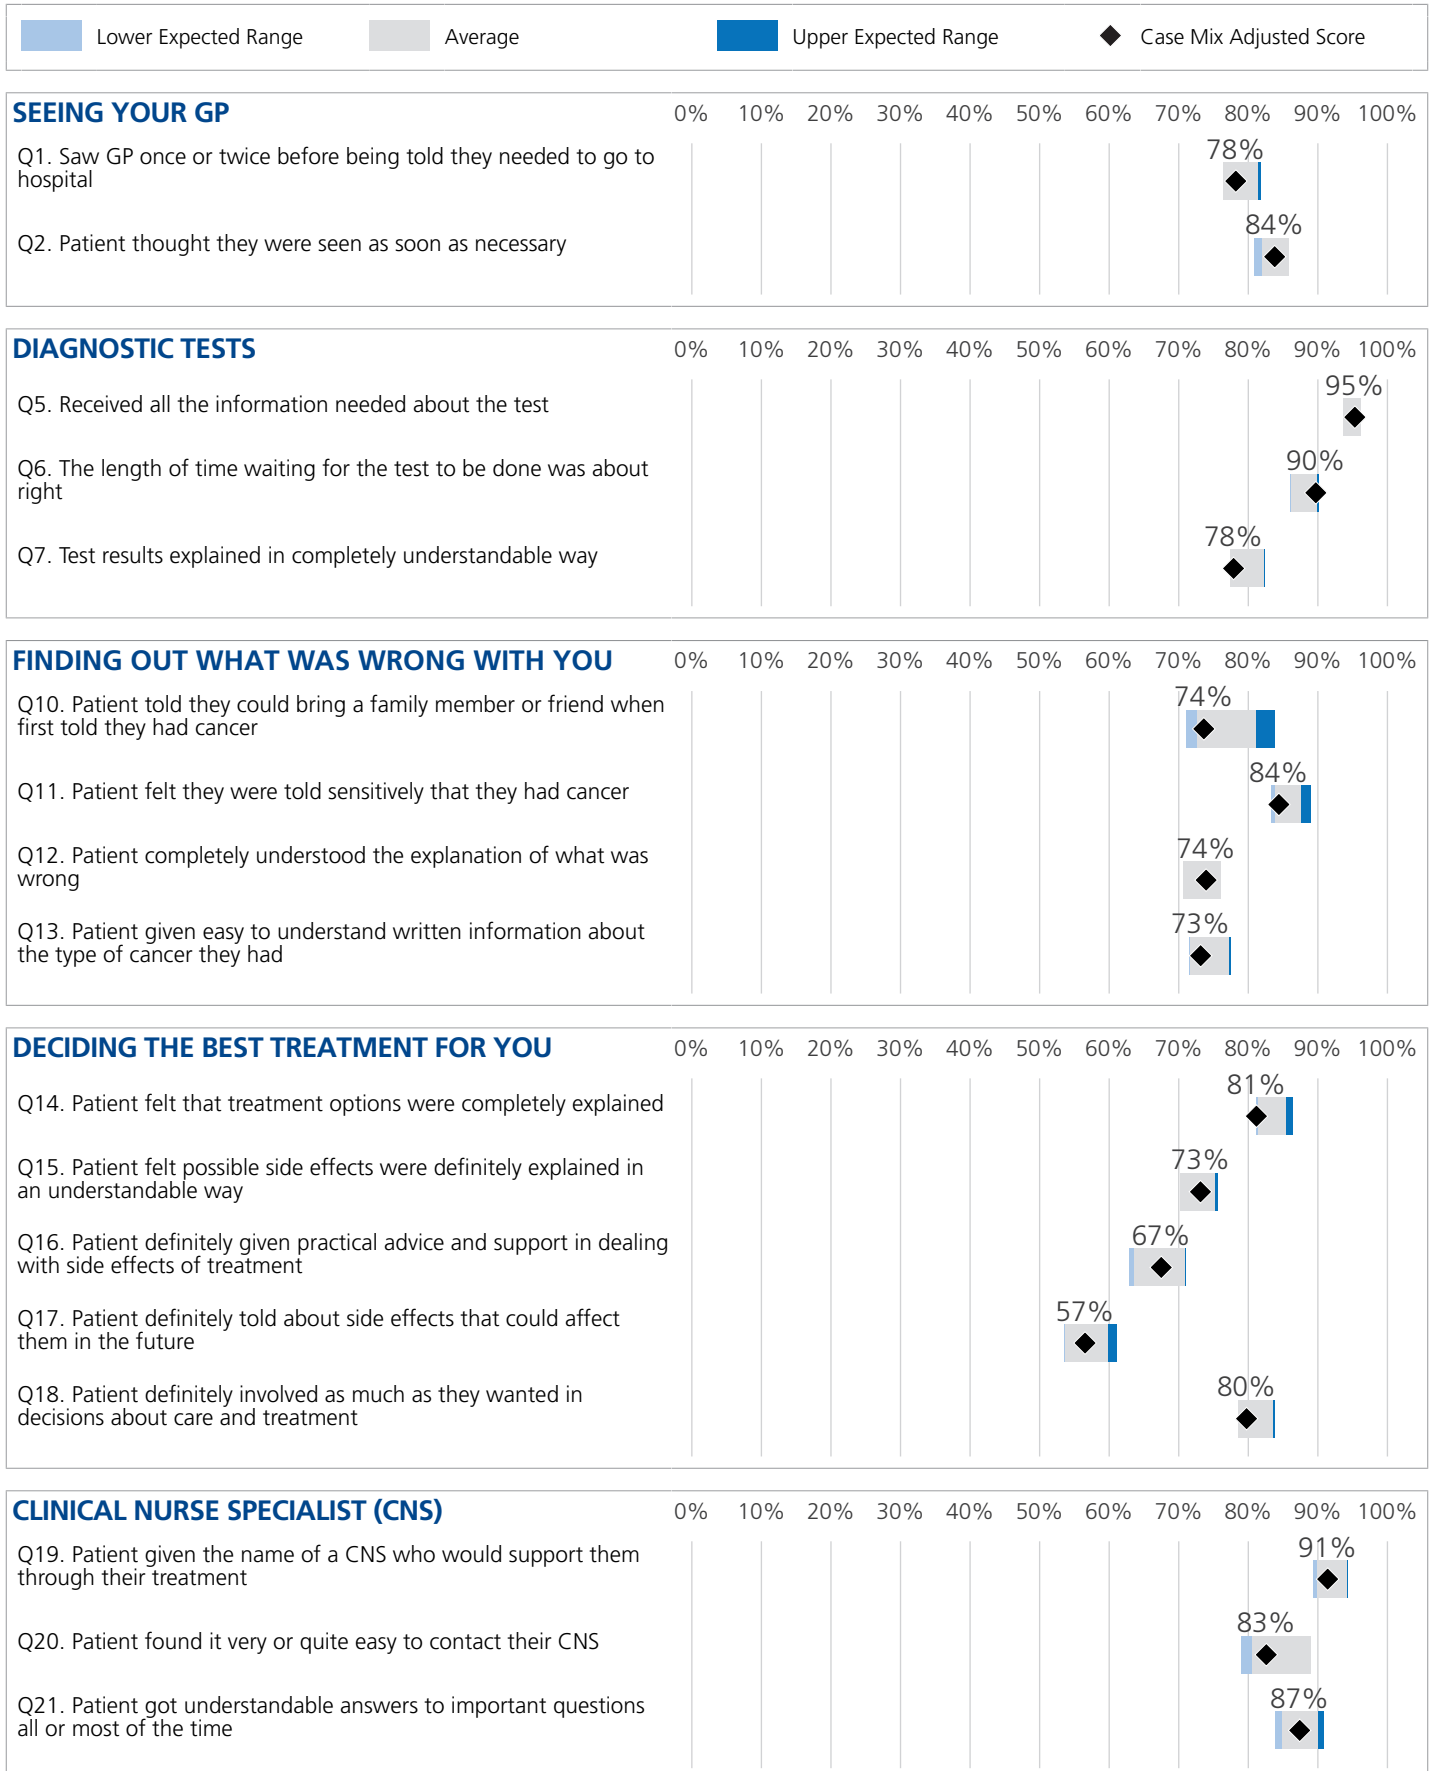 Lower Expected Range Average Upper Expected Range Case Mix Adjusted Score
SEEING YOUR GP 0% 10% 20% 30% 40% 50% 60% 70% 80% 90% 100%
78%
Q1. Saw GP once or twice before being told they needed to go to
hospital
84%
Q2. Patient thought they were seen as soon as necessary
DIAGNOSTIC TESTS 0% 10% 20% 30% 40% 50% 60% 70% 80% 90% 100%
95%
Q5. Received all the information needed about the test
90%
Q6. The length of time waiting for the test to be done was about
right
78%
Q7. Test results explained in completely understandable way
FINDING OUT WHAT WAS WRONG WITH YOU 0% 10% 20% 30% 40% 50% 60% 70% 80% 90% 100%
74%
Q10. Patient told they could bring a family member or friend when
first told they had cancer
84%
Q11. Patient felt they were told sensitively that they had cancer
74%
Q12. Patient completely understood the explanation of what was
wrong
73%
Q13. Patient given easy to understand written information about
the type of cancer they had
DECIDING THE BEST TREATMENT FOR YOU 0% 10% 20% 30% 40% 50% 60% 70% 80% 90% 100%
81%
Q14. Patient felt that treatment options were completely explained
73%
Q15. Patient felt possible side effects were definitely explained in
an understandable way
67%
Q16. Patient definitely given practical advice and support in dealing
with side effects of treatment
57%
Q17. Patient definitely told about side effects that could affect
them in the future
80%
Q18. Patient definitely involved as much as they wanted in
decisions about care and treatment
CLINICAL NURSE SPECIALIST (CNS) 0% 10% 20% 30% 40% 50% 60% 70% 80% 90% 100%
91%
Q19. Patient given the name of a CNS who would support them
through their treatment
83%
Q20. Patient found it very or quite easy to contact their CNS
87%
Q21. Patient got understandable answers to important questions
all or most of the time